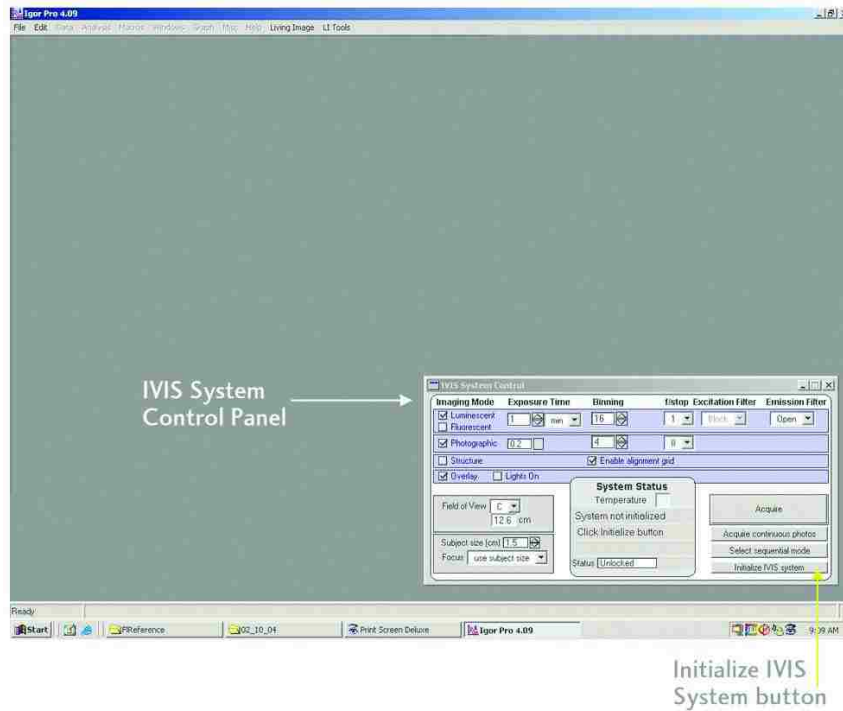 Igor Pro 4.09
File Edit Data Analysis Macros Windows Graph Misc Help Living Image LI Tools
IVIS System
Control Panel
IVIS System Control
Imaging Mode Exposure Time Binning f/stop Excitation Filter Emission Filter
Luminescent 1 min 16 1 Block Open
Fluorescent
Photographic 0.2 4 8
Structure Enable alignment grid
Overlay Lights On
System Status
Temperature
System not initialized
Click Initialize button
Status Unlocked
Field of View C
12.6 cm
Subject size (cm) 1.5
Focus use subject size
Acquire
Acquire continuous photos
Select sequential mode
Initialize IVIS system
Ready
Start 02_10_04 Print Screen Deluxe Igor Pro 4.09 AM
Initialize IVIS
System button